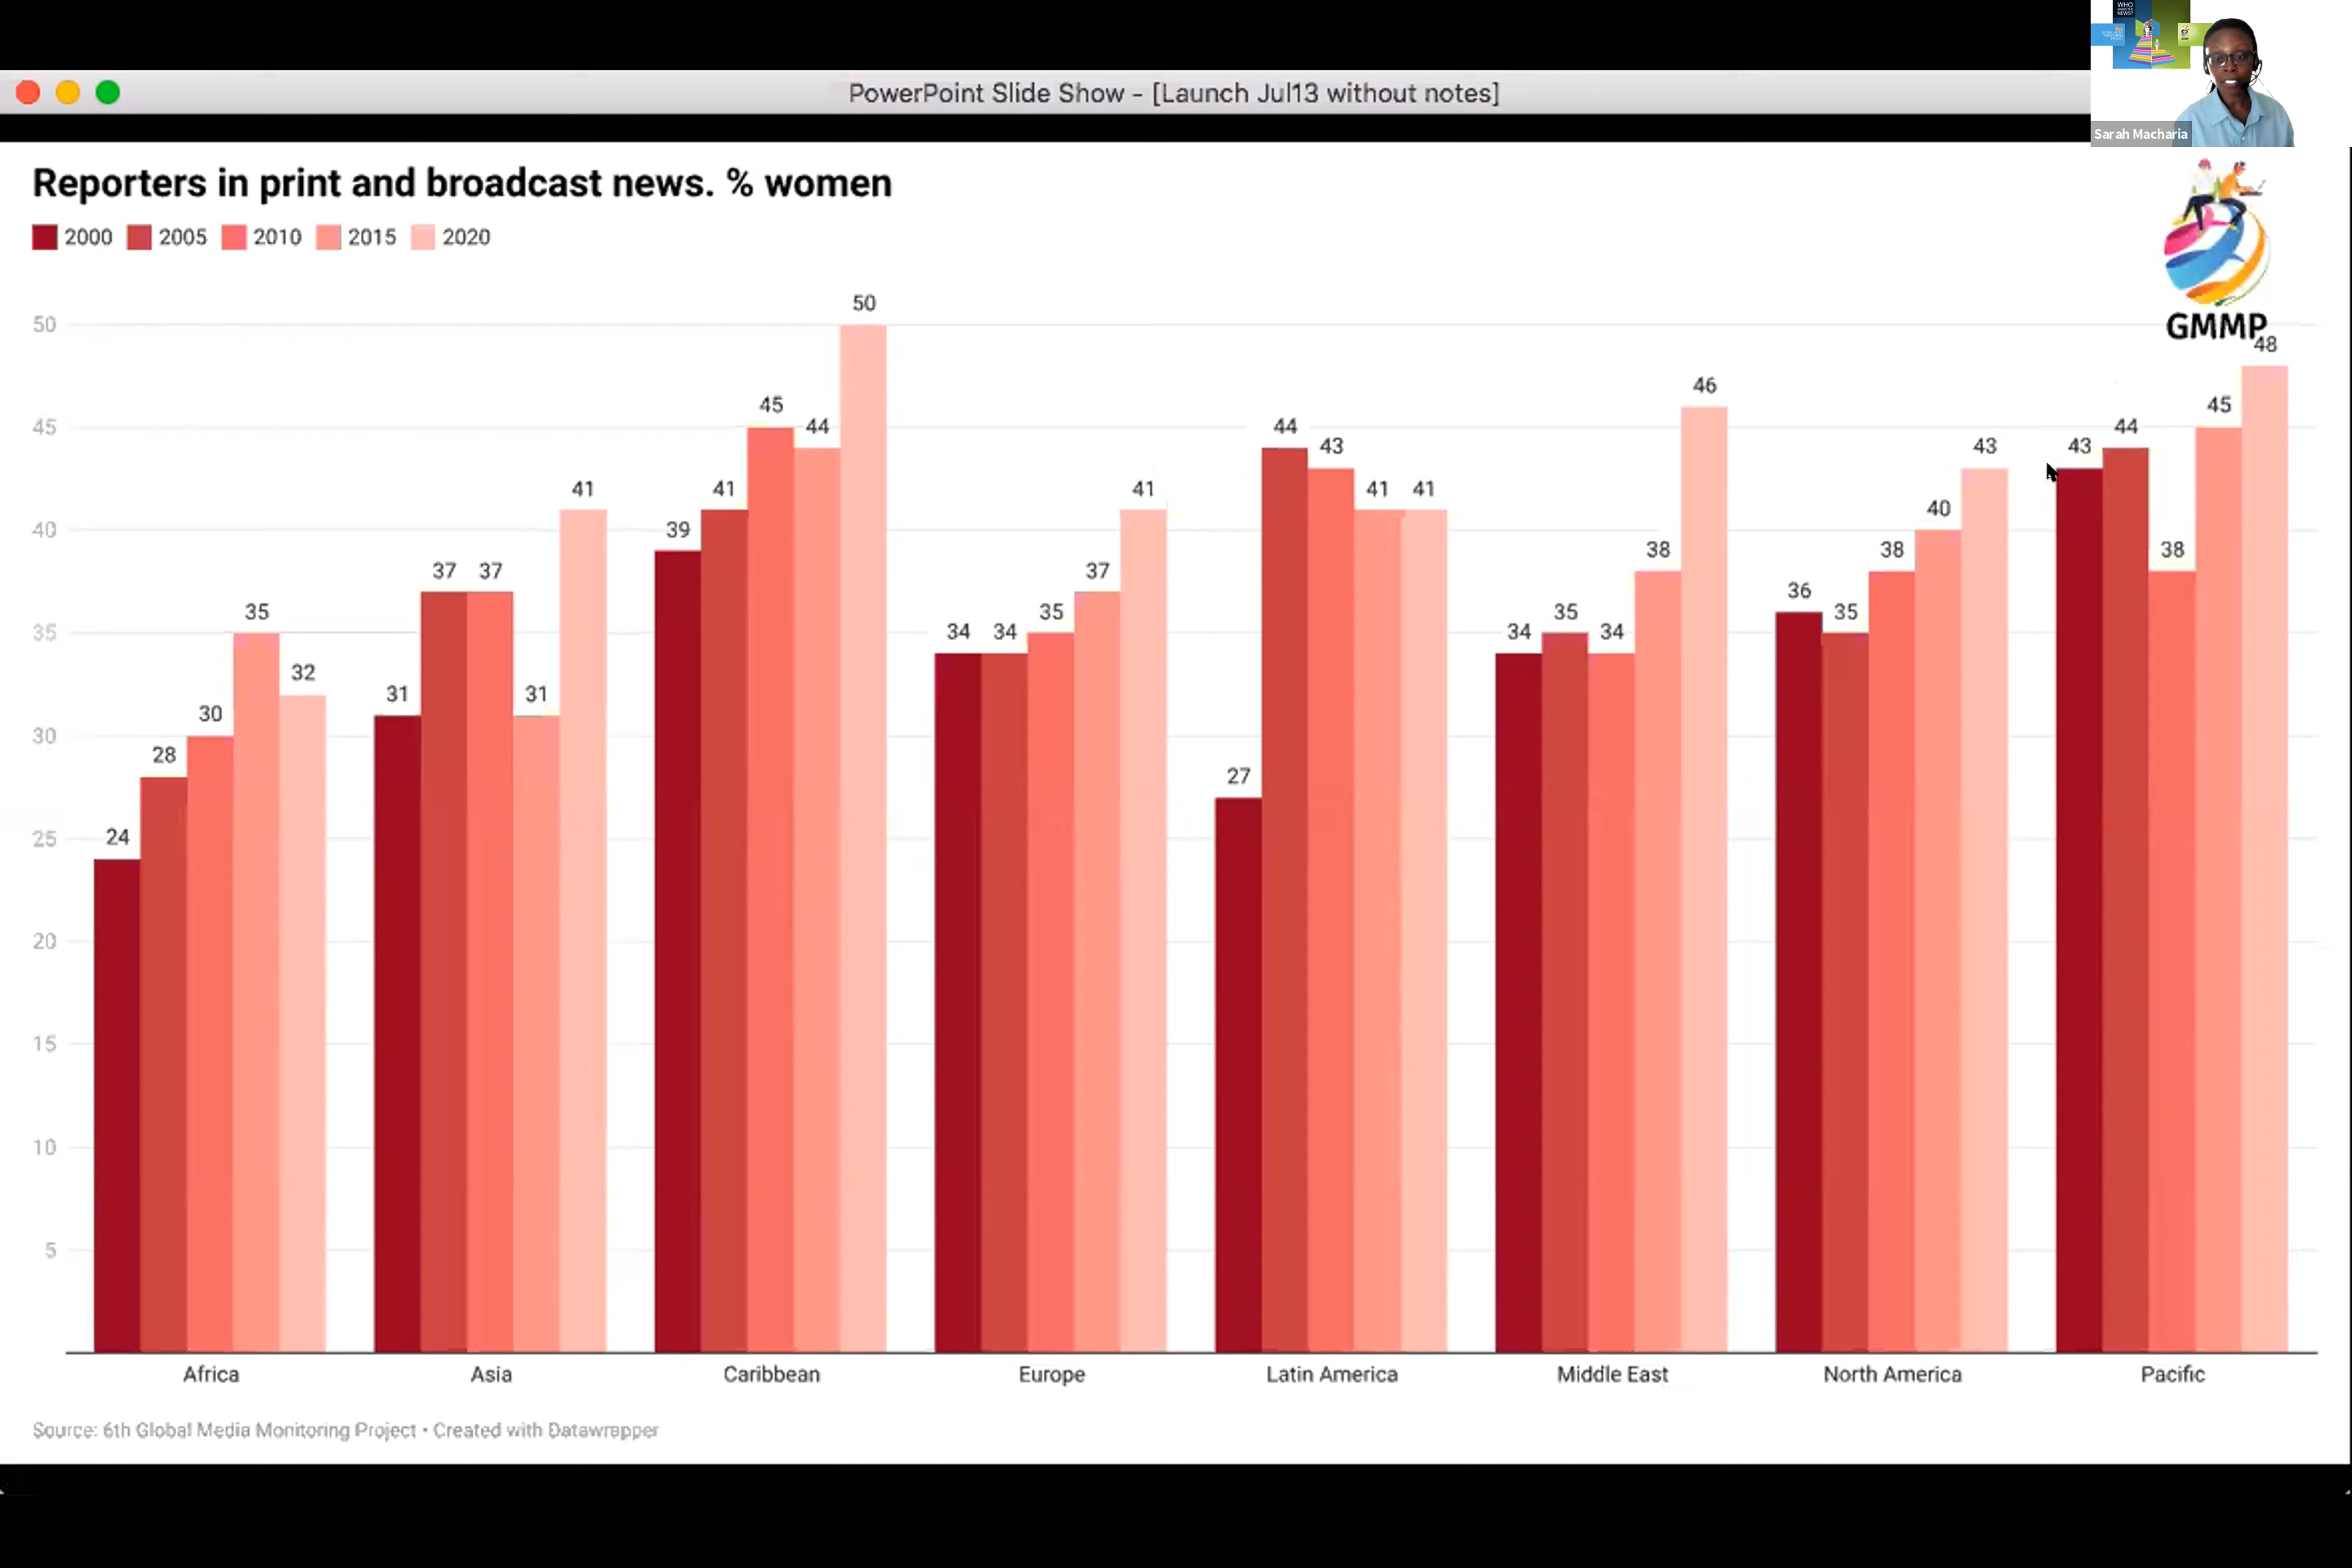 WHO
NEWS?
PowerPoint Slide Show - [Launch Jul13 without notes]
Sarah Macharia
Reporters in print and broadcast news. % women
2000 2005 2010 2015 2020
GMMP
50
45
40
35
30
25
20
15
10
5
24 28 30 35 32
31 37 37 31 41
39 41 45 44 50
34 34 35 37 41
27 44 43 41 41
34 35 34 38 46
36 35 38 40 43
43 44 38 45 48
Africa Asia Caribbean Europe Latin America Middle East North America Pacific
Source: 6th Global Media Monitoring Project • Created with Datawrapper